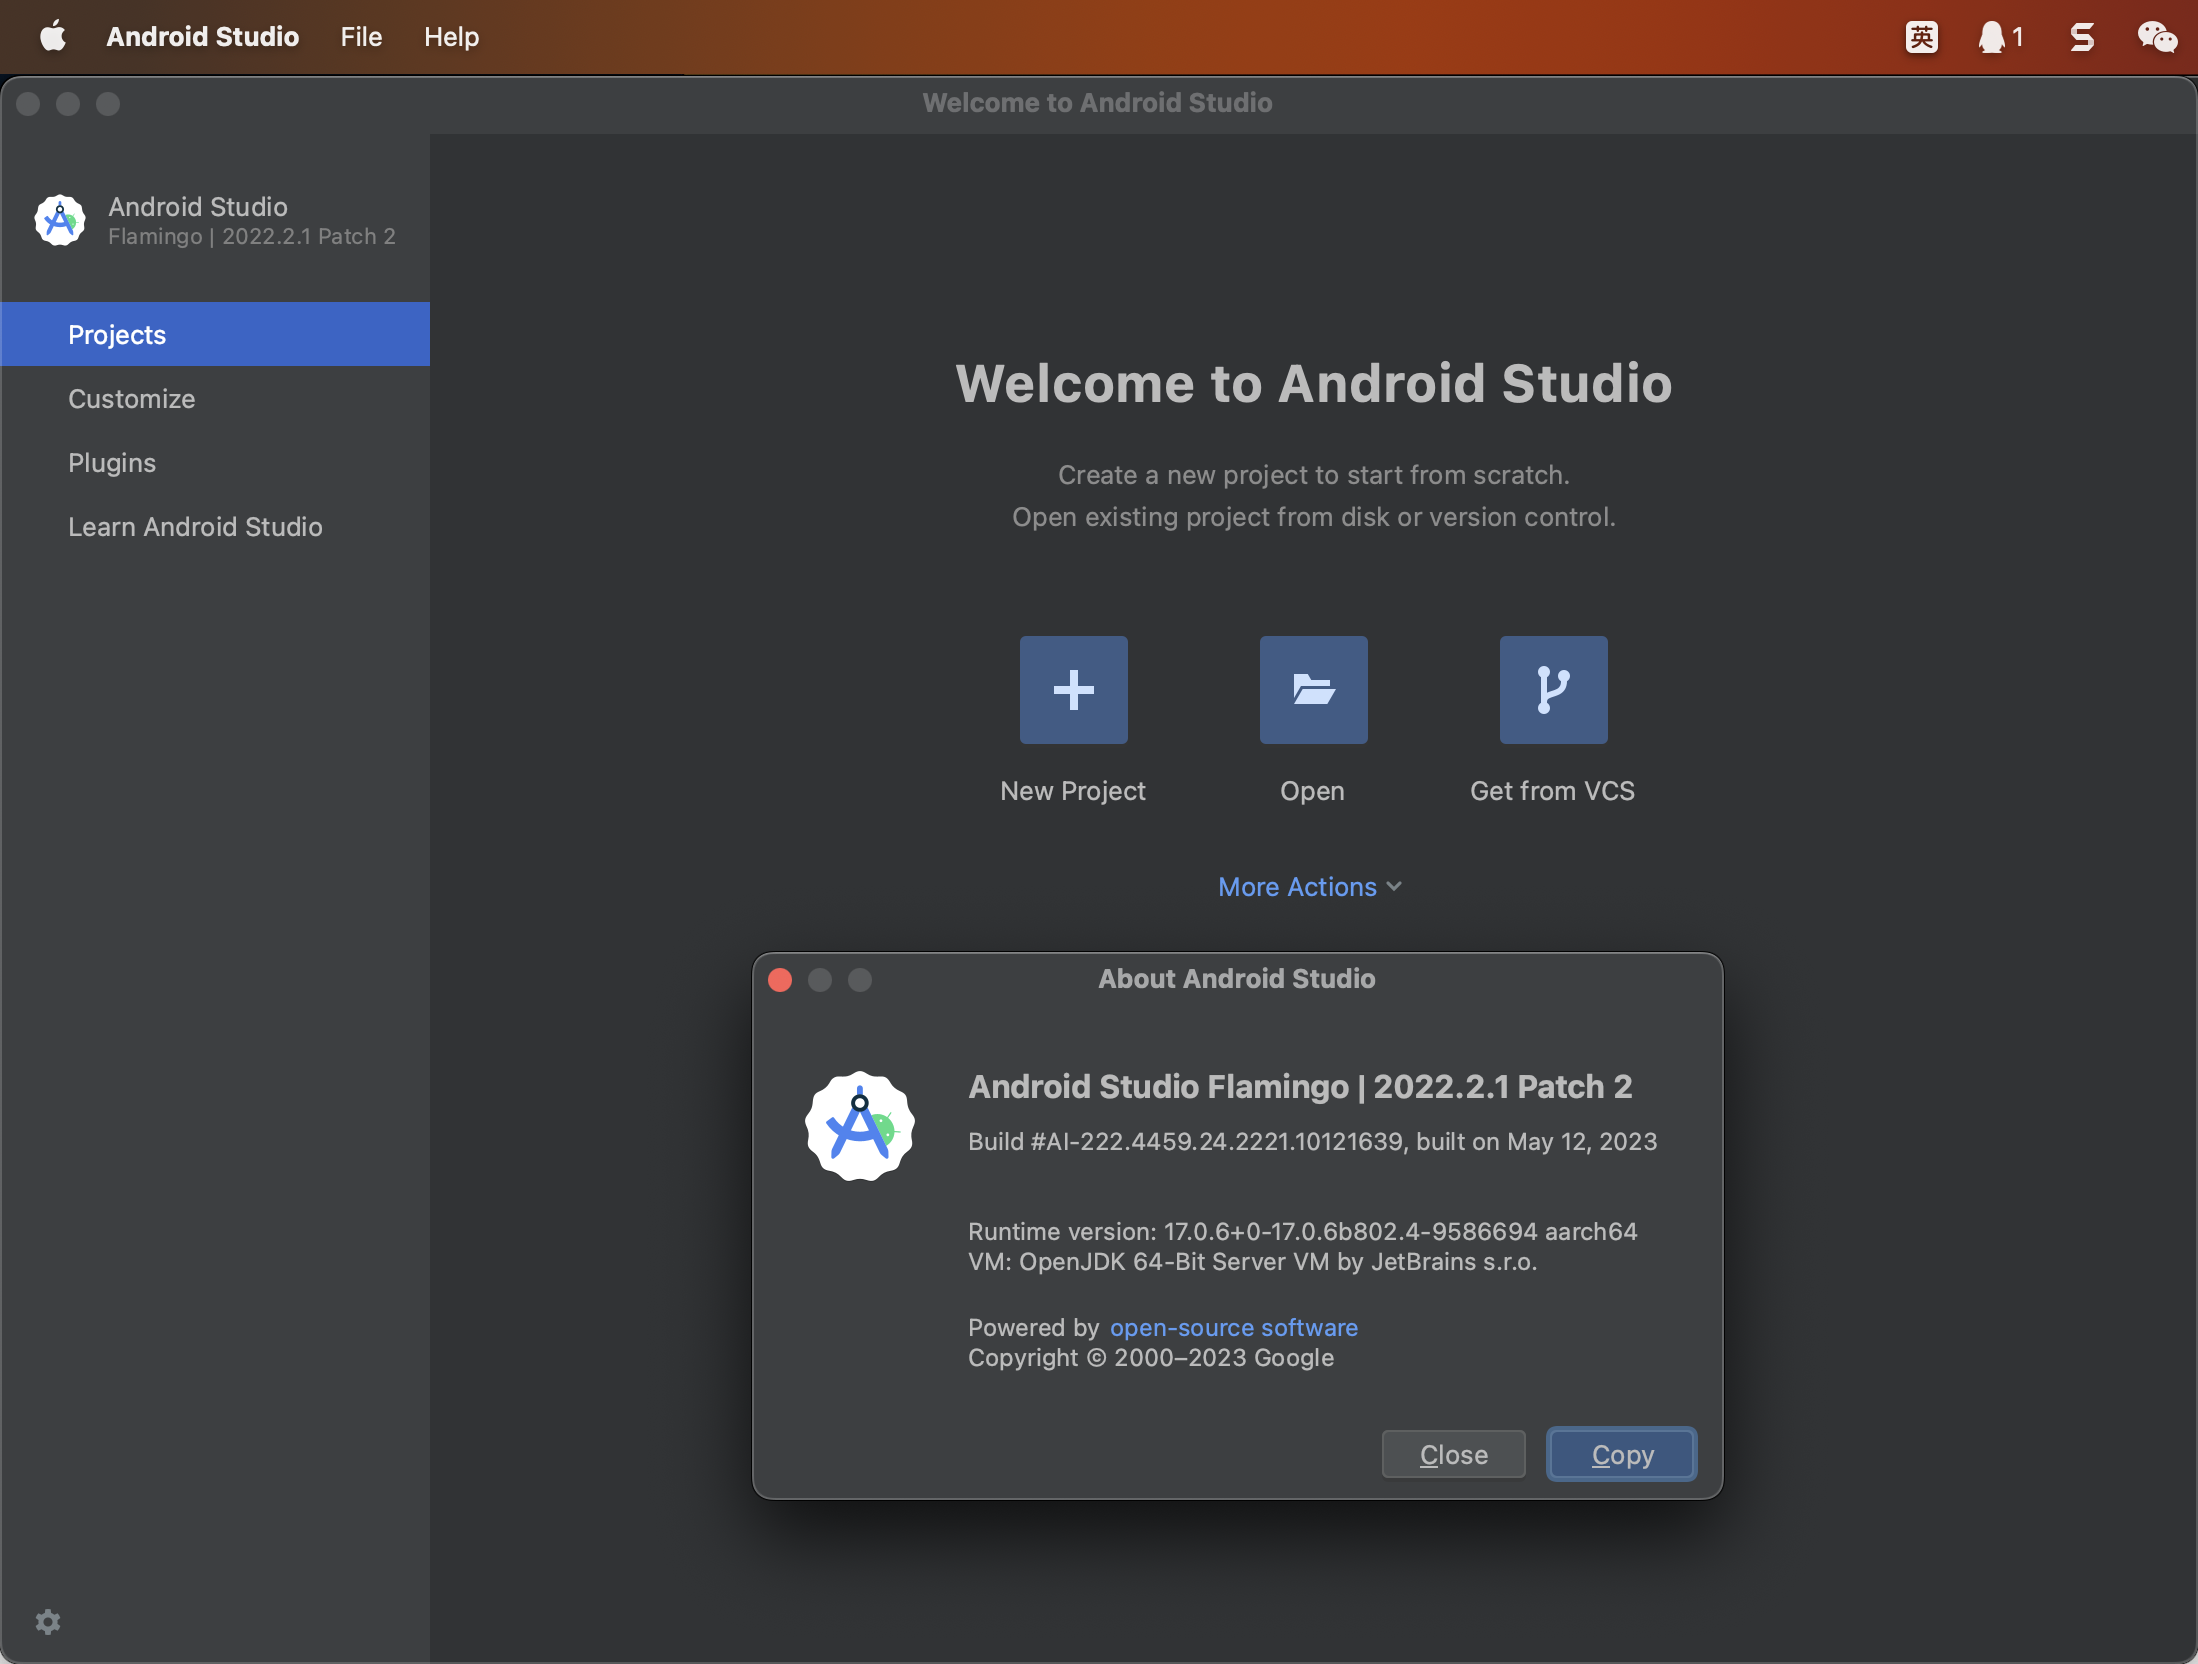 Android Studio File Help 英 1
Welcome to Android Studio
Android Studio
Flamingo | 2022.2.1 Patch 2
Projects
Customize
Plugins
Learn Android Studio
Welcome to Android Studio
Create a new project to start from scratch.
Open existing project from disk or version control.
New Project Open Get from VCS
More Actions
About Android Studio
Android Studio Flamingo | 2022.2.1 Patch 2
Build #AI-222.4459.24.2221.10121639, built on May 12, 2023
Runtime version: 17.0.6+0-17.0.6b802.4-9586694 aarch64
VM: OpenJDK 64-Bit Server VM by JetBrains s.r.o.
Powered by open-source software
Copyright © 2000–2023 Google
Close Copy